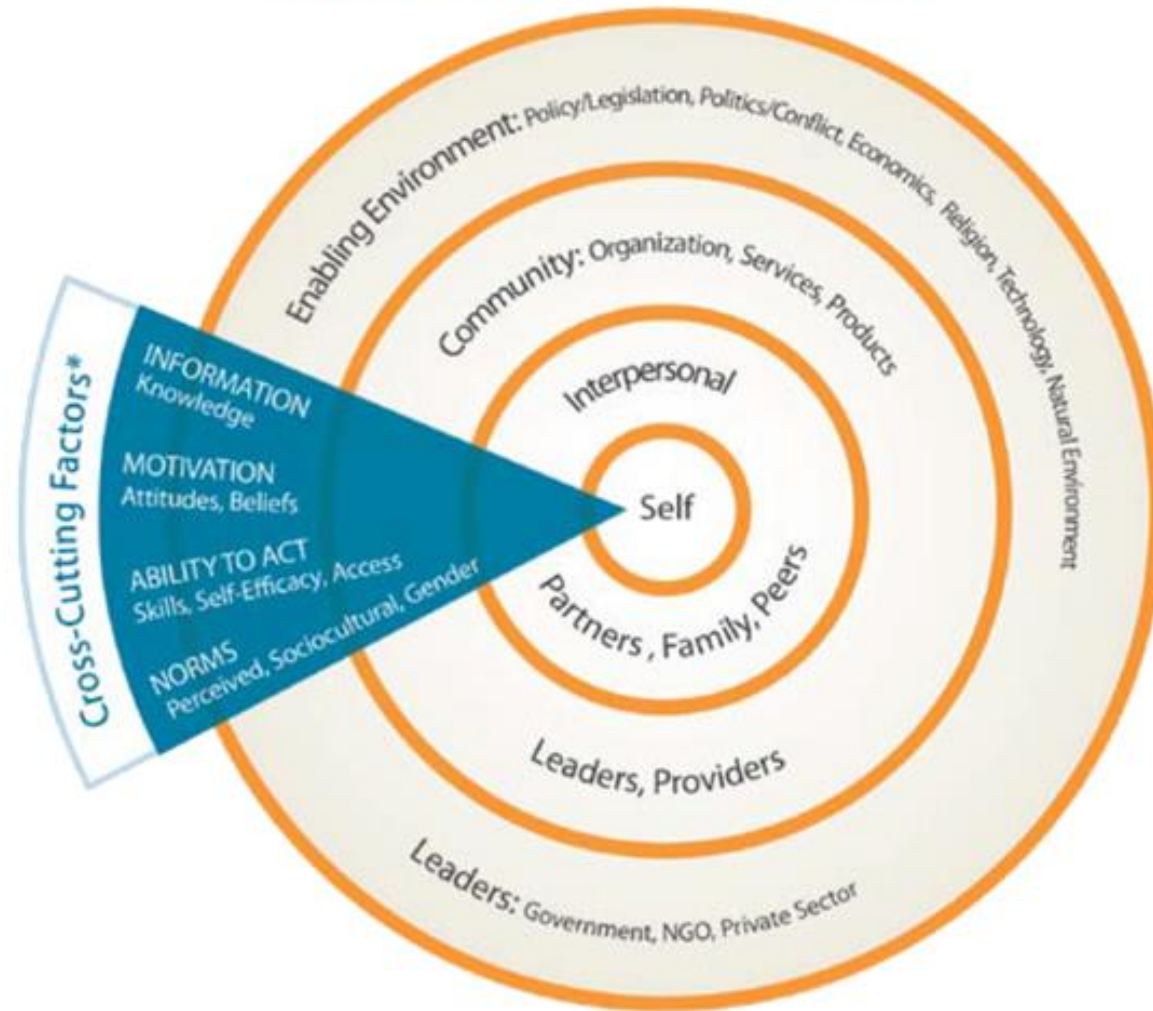 Enabling Environment: Policy/Legislation, Politics/Conflict, Economics, Religion, Technology, Natural Environment
Community: Organization, Services, Products
Interpersonal
Self
Partners , Family, Peers
Leaders, Providers
Leaders: Government, NGO, Private Sector
Cross-Cutting Factors*
INFORMATION
Knowledge
MOTIVATION
Attitudes, Beliefs
ABILITY TO ACT
Skills, Self-Efficacy, Access
NORMS
Perceived, Sociocultural, Gender